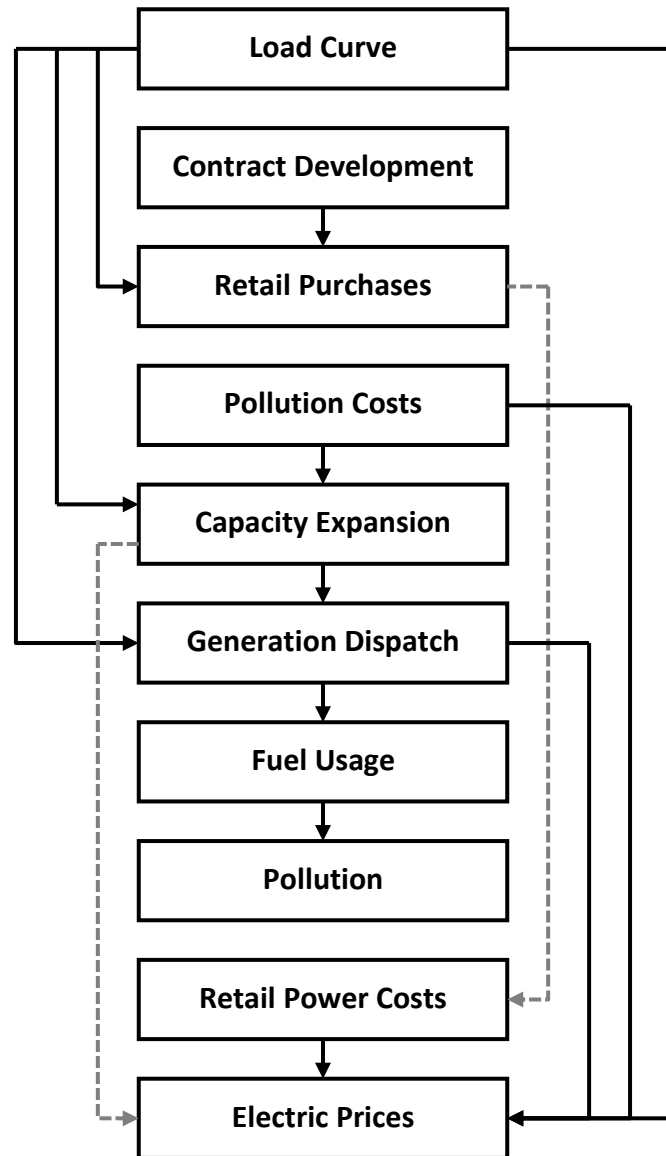 Load Curve
Contract Development
Retail Purchases
Pollution Costs
Capacity Expansion
Generation Dispatch
Fuel Usage
Pollution
Retail Power Costs
Electric Prices